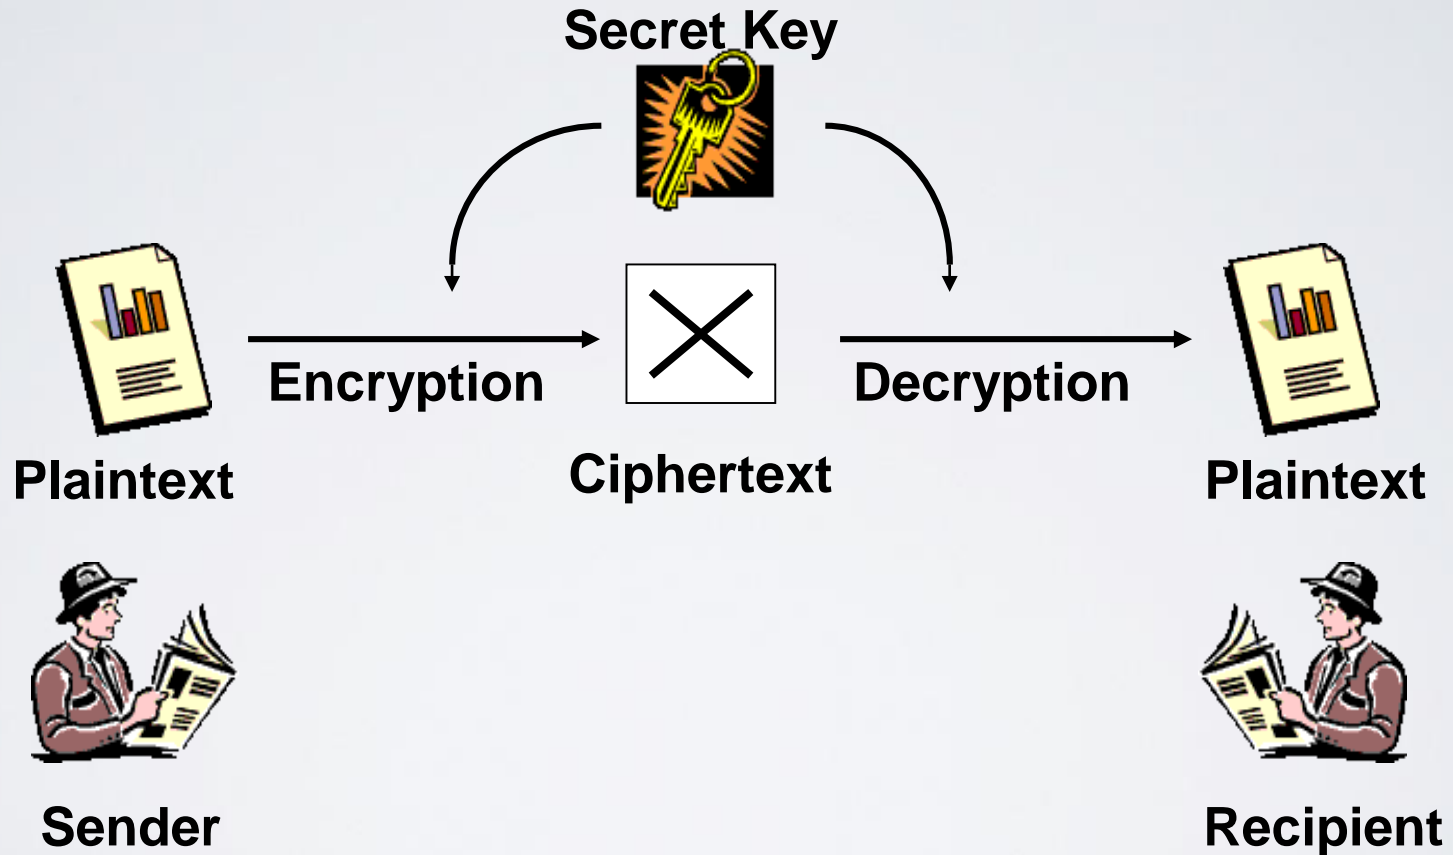 Secret Key
Encryption
Decryption
Plaintext
Ciphertext
Plaintext
Sender
Recipient